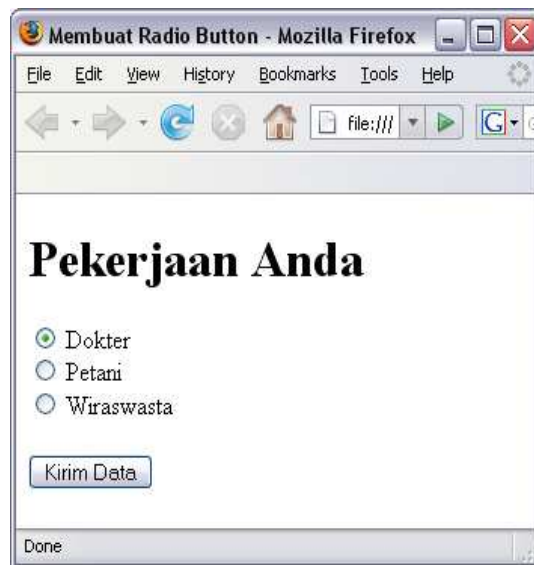 Membuat Radio Button - Mozilla Firefox
File Edit View History Bookmarks Tools Help
file:/// G
Pekerjaan Anda
Dokter
Petani
Wiraswasta
Kirim Data
Done